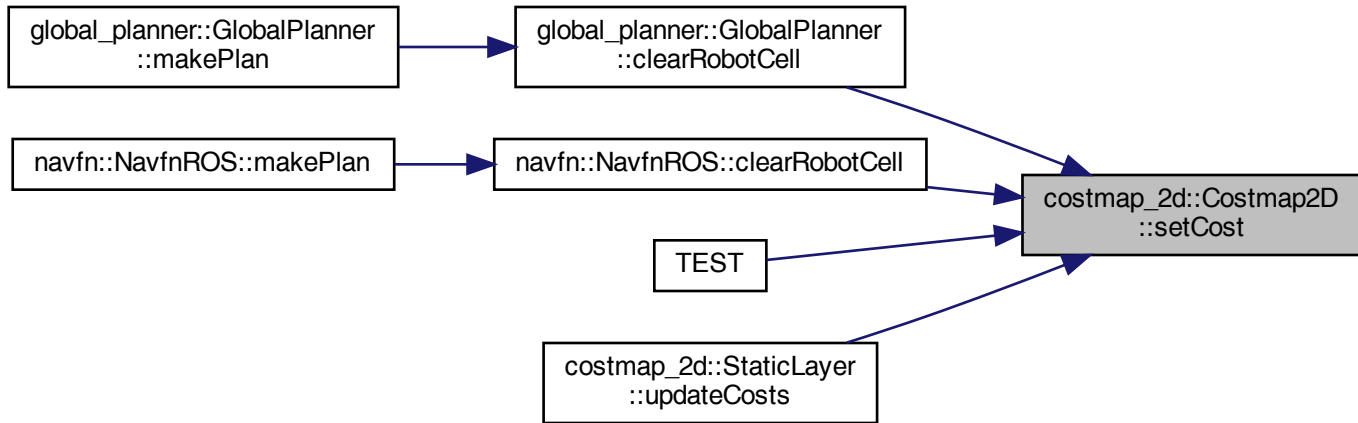 global_planner::GlobalPlanner
::makePlan
global_planner::GlobalPlanner
::clearRobotCell
navfn::NavfnROS::makePlan
navfn::NavfnROS::clearRobotCell
costmap_2d::Costmap2D
::setCost
TEST
costmap_2d::StaticLayer
::updateCosts